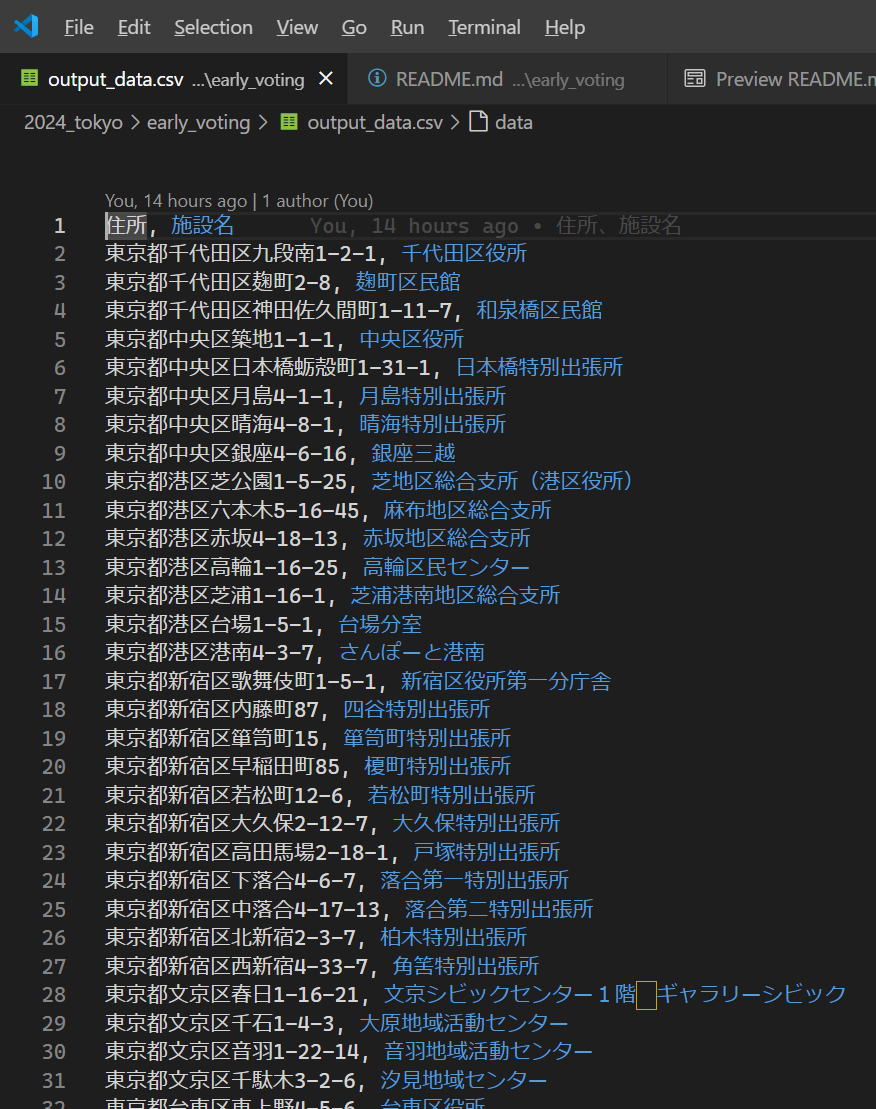 File Edit Selection View Go Run Terminal Help
output_data.csv ...\early_voting × README.md ...\early_voting Preview README.m
2024_tokyo > early_voting > output_data.csv > data
You, 14 hours ago | 1 author (You)
1 住所, 施設名 You, 14 hours ago • 住所、施設名
2 東京都千代田区九段南1-2-1, 千代田区役所
3 東京都千代田区麹町2-8, 麹町区民館
4 東京都千代田区神田佐久間町1-11-7, 和泉橋区民館
5 東京都中央区築地1-1-1, 中央区役所
6 東京都中央区日本橋蛎殻町1-31-1, 日本橋特別出張所
7 東京都中央区月島4-1-1, 月島特別出張所
8 東京都中央区晴海4-8-1, 晴海特別出張所
9 東京都中央区銀座4-6-16, 銀座三越
10 東京都港区芝公園1-5-25, 芝地区総合支所（港区役所）
11 東京都港区六本木5-16-45, 麻布地区総合支所
12 東京都港区赤坂4-18-13, 赤坂地区総合支所
13 東京都港区高輪1-16-25, 高輪区民センター
14 東京都港区芝浦1-16-1, 芝浦港南地区総合支所
15 東京都港区台場1-5-1, 台場分室
16 東京都港区港南4-3-7, さんぽーと港南
17 東京都新宿区歌舞伎町1-5-1, 新宿区役所第一分庁舎
18 東京都新宿区内藤町87, 四谷特別出張所
19 東京都新宿区箪笥町15, 箪笥町特別出張所
20 東京都新宿区早稲田町85, 榎町特別出張所
21 東京都新宿区若松町12-6, 若松町特別出張所
22 東京都新宿区大久保2-12-7, 大久保特別出張所
23 東京都新宿区高田馬場2-18-1, 戸塚特別出張所
24 東京都新宿区下落合4-6-7, 落合第一特別出張所
25 東京都新宿区中落合4-17-13, 落合第二特別出張所
26 東京都新宿区北新宿2-3-7, 柏木特別出張所
27 東京都新宿区西新宿4-33-7, 角筈特別出張所
28 東京都文京区春日1-16-21, 文京シビックセンター１階　ギャラリーシビック
29 東京都文京区千石1-4-3, 大原地域活動センター
30 東京都文京区音羽1-22-14, 音羽地域活動センター
31 東京都文京区千駄木3-2-6, 汐見地域センター
32 東京都台東区東上野4-5-6, 台東区役所